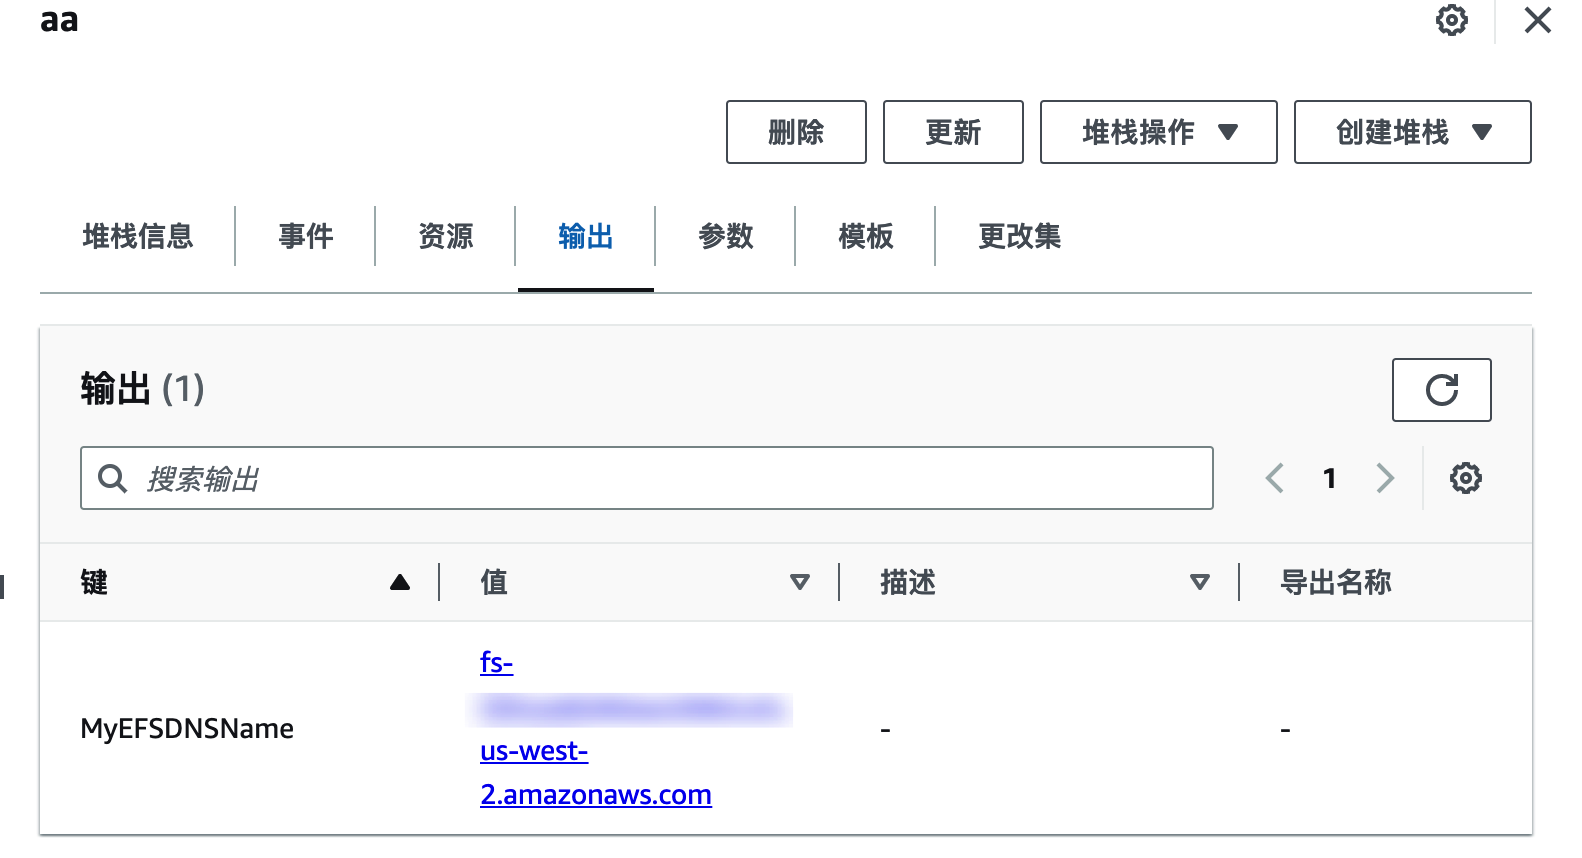 aa
删除 更新 堆栈操作 创建堆栈
堆栈信息 事件 资源 输出 参数 模板 更改集
输出 (1)
搜索输出 1
键 值 描述 导出名称
fs-
us-west-
2.amazonaws.com
MyEFSDNSName - -